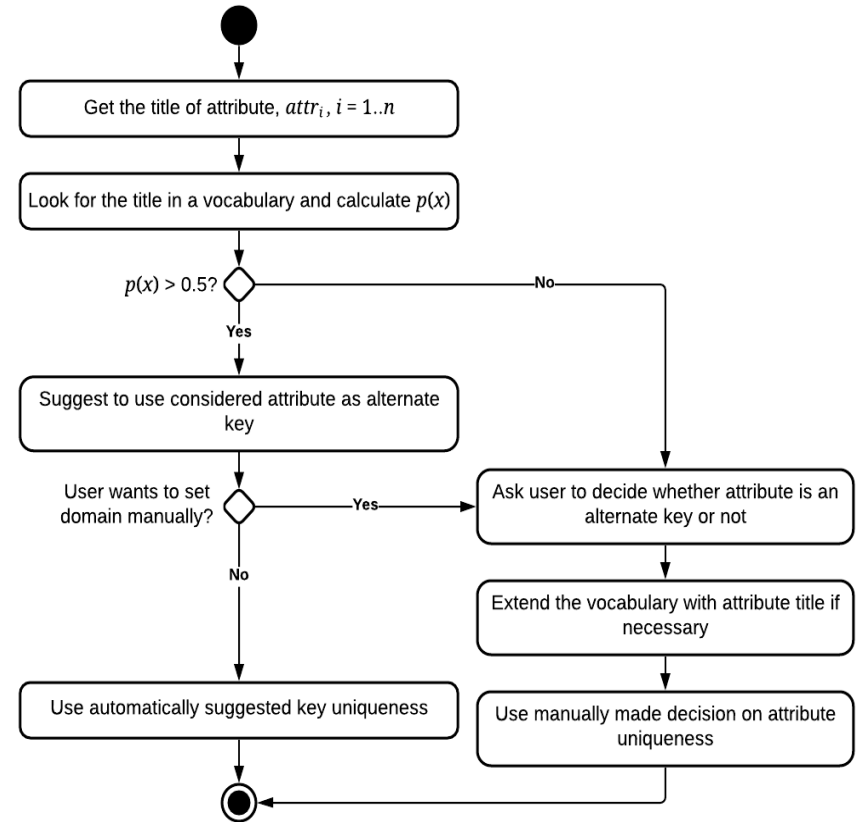 Get the title of attribute, attrᵢ, i = 1..n
Look for the title in a vocabulary and calculate p(x)
p(x) > 0.5?
No
Yes
Suggest to use considered attribute as alternate
key
User wants to set
domain manually?
Yes
Ask user to decide whether attribute is an
alternate key or not
No
Extend the vocabulary with attribute title if
necessary
Use automatically suggested key uniqueness
Use manually made decision on attribute
uniqueness